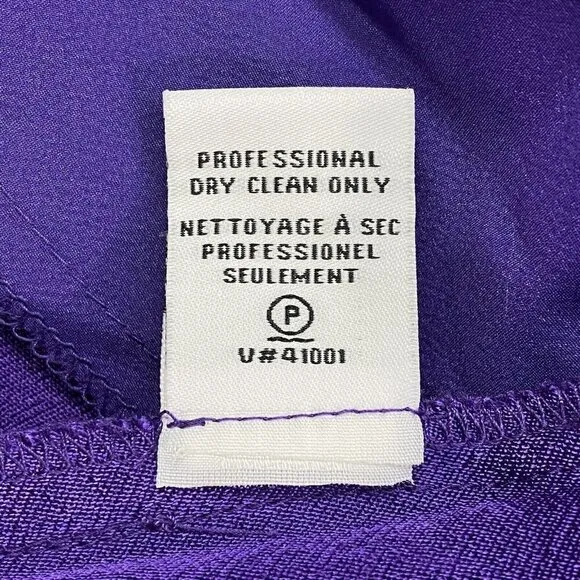 PROFESSIONAL
DRY CLEAN ONLY
NETTOYAGE À SEC
PROFESSIONEL
SEULEMENT
P
V#41001